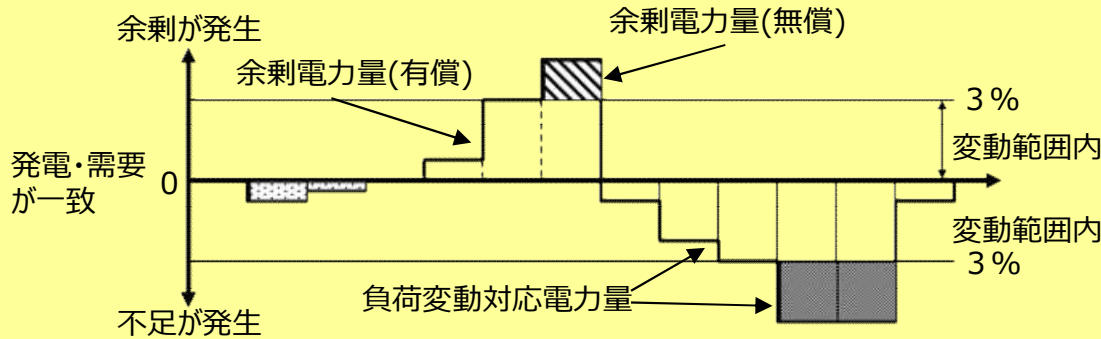 余剰が発生
余剰電力量(無償)
余剰電力量(有償)
3%
変動範囲内
発電・需要
が一致
0
変動範囲内
3%
負荷変動対応電力量
不足が発生